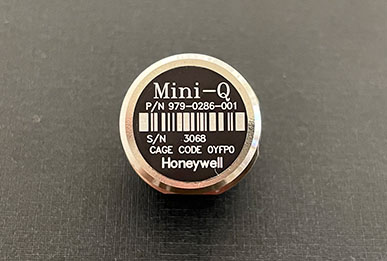 Mini-Q
P/N 979-0286-001
S/N 3068
CAGE CODE 0YFP0
Honeywell